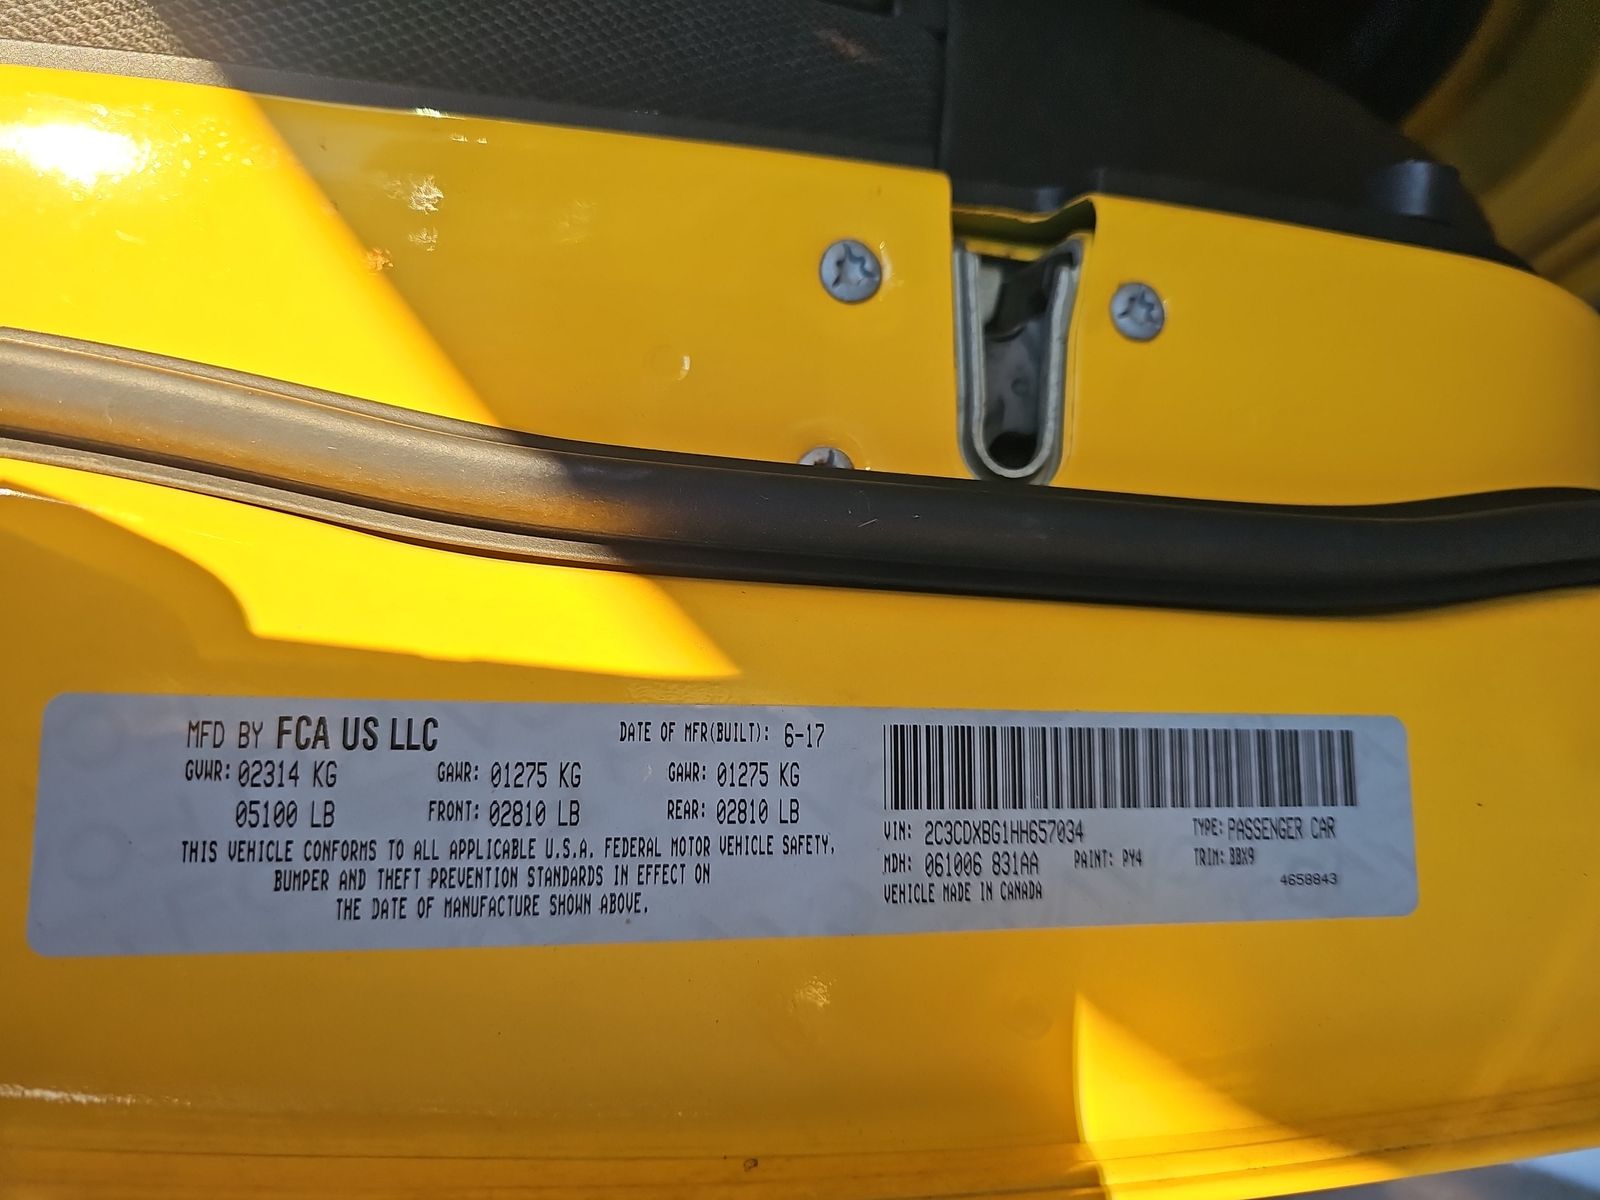 MFD BY FCA US LLC DATE OF MFR(BUILT): 6-17
GVWR: 02314 KG GAWR: 01275 KG GAWR: 01275 KG
05100 LB FRONT: 02810 LB REAR: 02810 LB
THIS VEHICLE CONFORMS TO ALL APPLICABLE U.S.A. FEDERAL MOTOR VEHICLE SAFETY,
BUMPER AND THEFT PREVENTION STANDARDS IN EFFECT ON
THE DATE OF MANUFACTURE SHOWN ABOVE.
VIN: 2C3CDXBG1HH657034 TYPE: PASSENGER CAR
MDH: 061006 831AA PAINT: PY4 TRIM: BBX9
VEHICLE MADE IN CANADA 4658843